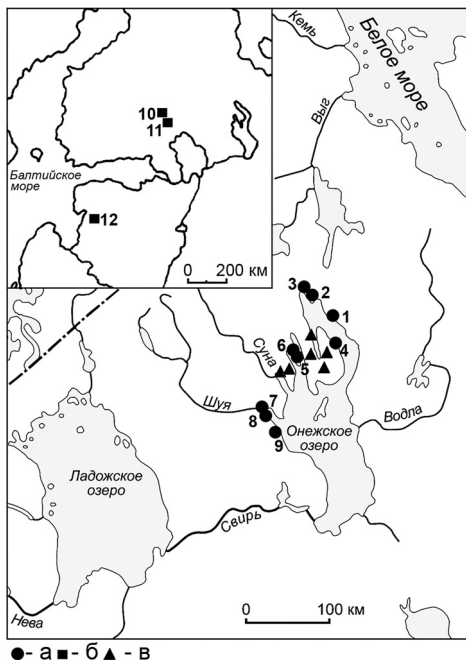 Кемь
Белое море
Выг
10
11
Балтийское
море
12
0 200 км
3
2
1
6
4
5
Суна
7
Шуя
8
9
Онежское
озеро
Водла
Ладожское
озеро
Свирь
0 100 км
Нева
- а - б - в